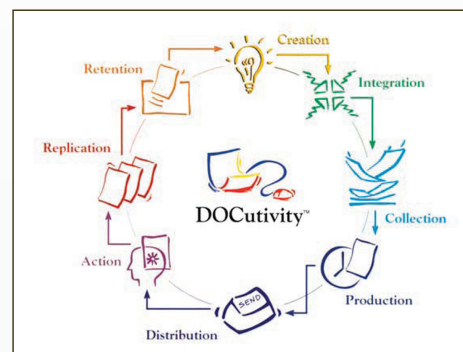 Creation
Retention
Integration
Replication
DOCutivity™
Collection
Action
Production
SEND
Distribution